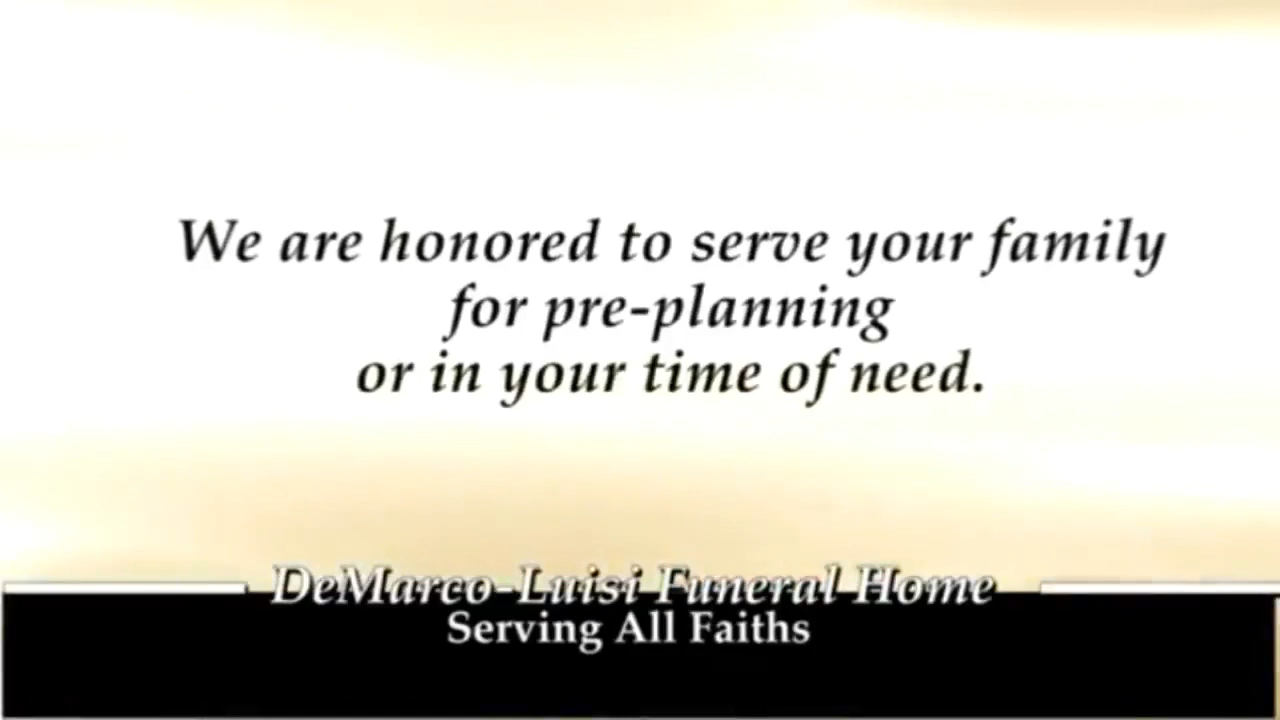 We are honored to serve your family
for pre-planning
or in your time of need.
DeMarco-Luisi Funeral Home
Serving All Faiths